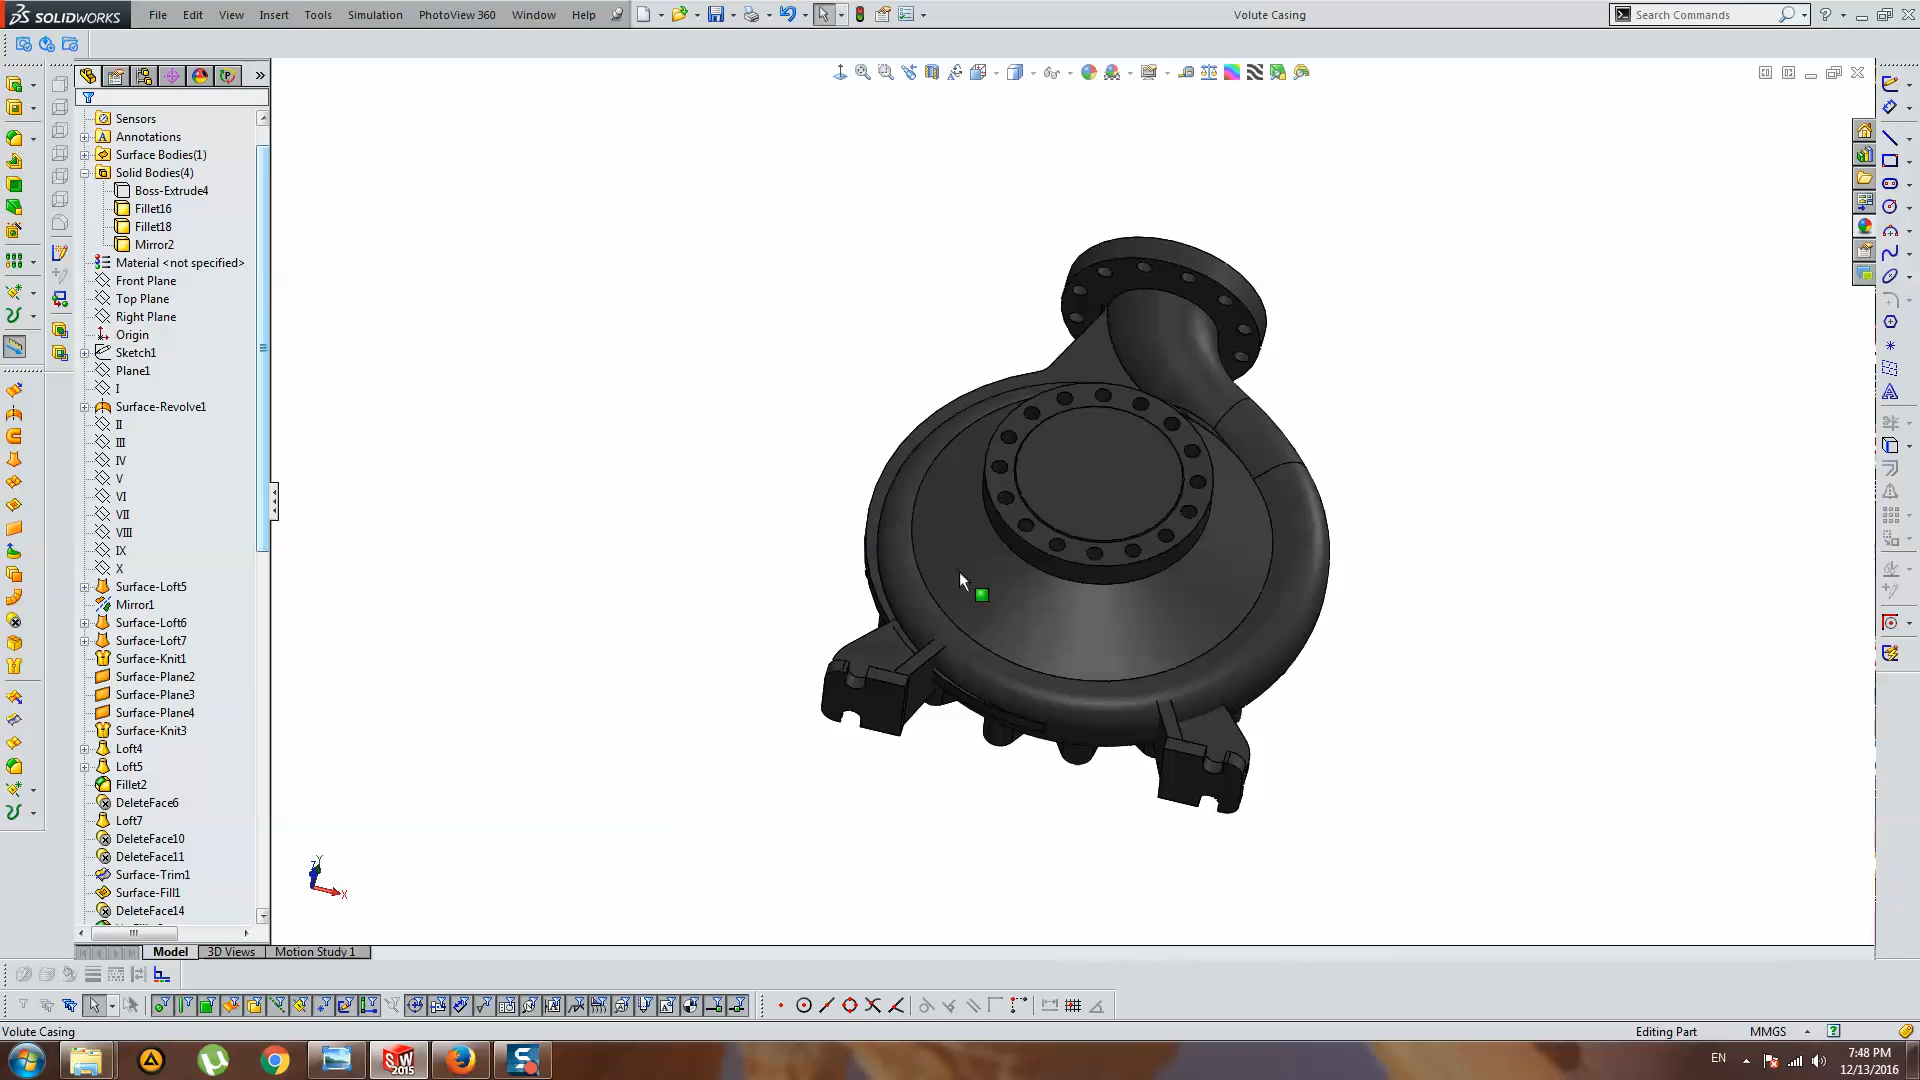 SOLIDWORKS File Edit View Insert Tools Simulation PhotoView 360 Window Help Volute Casing Search Commands
Sensors
Annotations
Surface Bodies(1)
Solid Bodies(4)
Boss-Extrude4
Fillet16
Fillet18
Mirror2
Material <not specified>
Front Plane
Top Plane
Right Plane
Origin
Sketch1
Plane1
I
Surface-Revolve1
II
III
IV
V
VI
VII
VIII
IX
X
Surface-Loft5
Mirror1
Surface-Loft6
Surface-Loft7
Surface-Knit1
Surface-Plane2
Surface-Plane3
Surface-Plane4
Surface-Knit3
Loft4
Loft5
Fillet2
DeleteFace6
Loft7
DeleteFace10
DeleteFace11
Surface-Trim1
Surface-Fill1
DeleteFace14
Y
Z
X
Model 3D Views Motion Study 1
Volute Casing Editing Part MMGS
SW 2015
EN 7:48 PM
12/13/2016